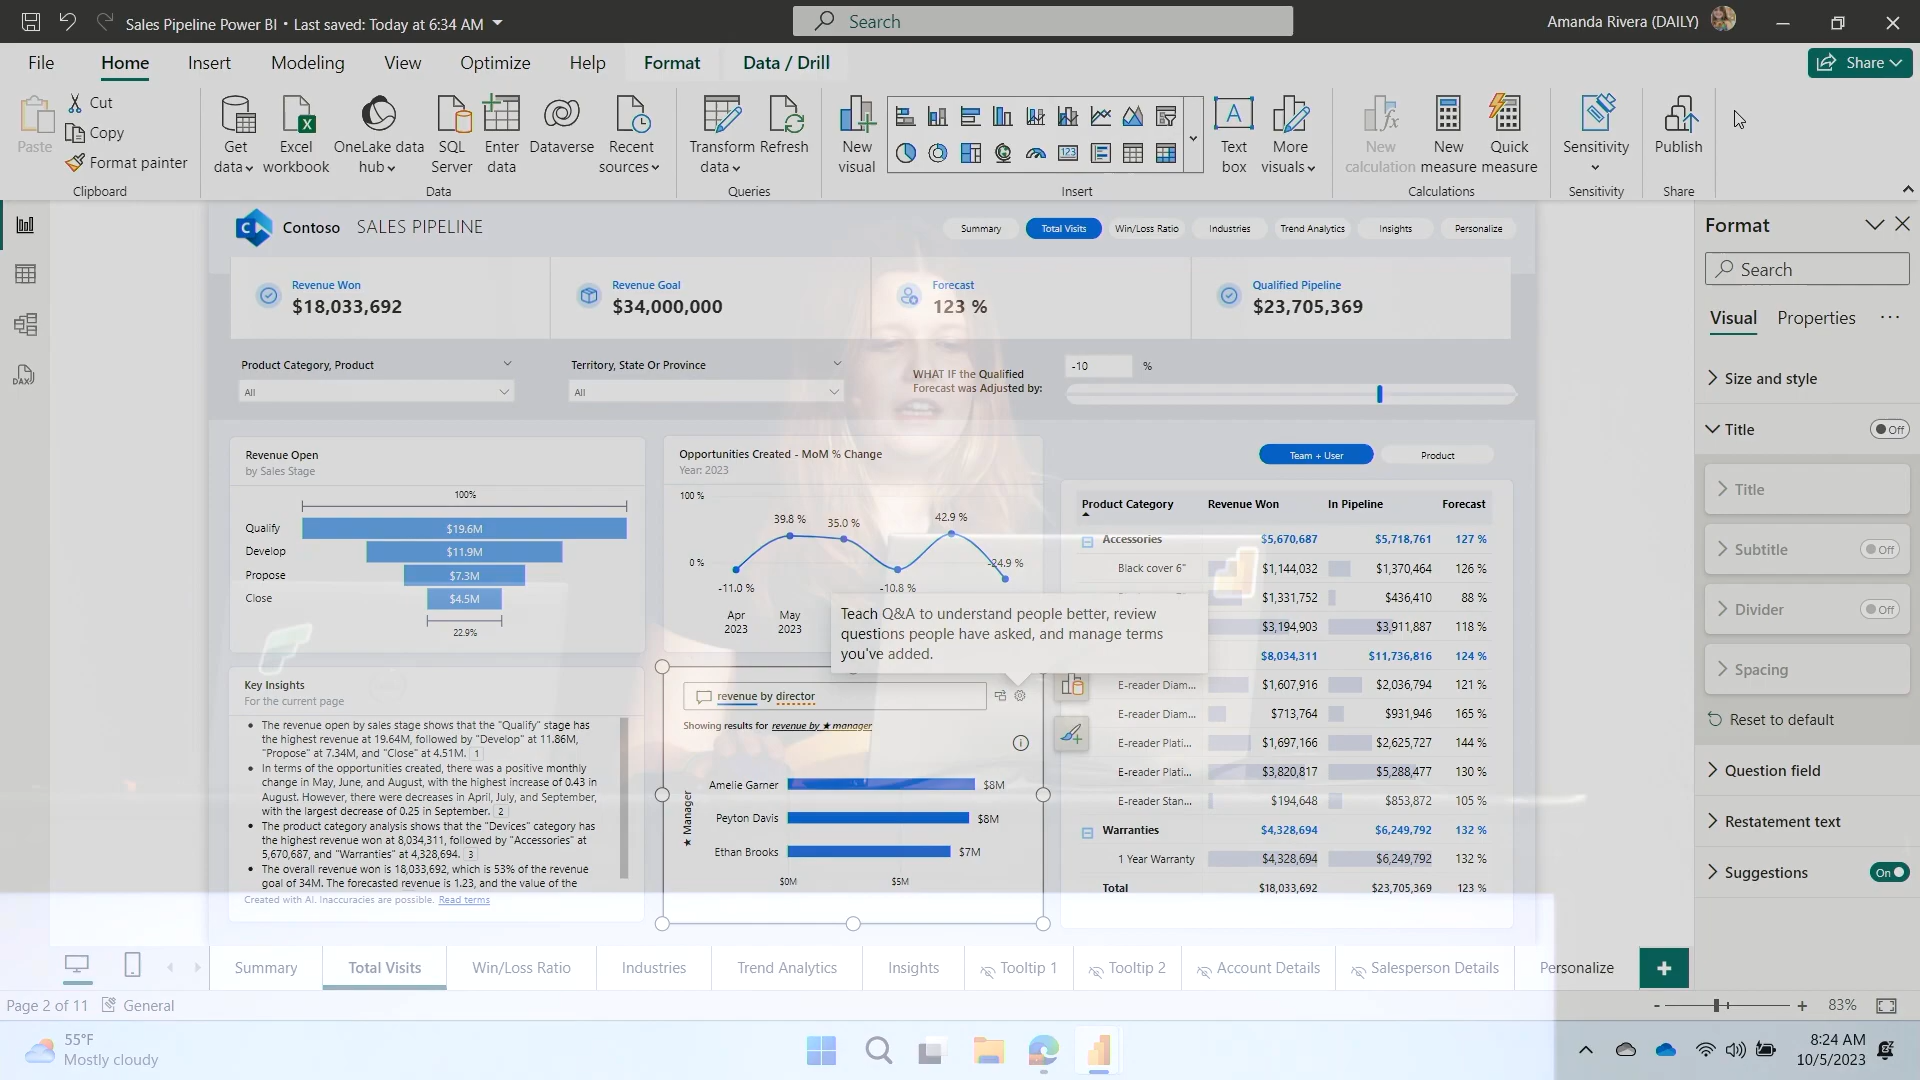 Sales Pipeline Power BI • Last saved: Today at 6:34 AM
Search
Amanda Rivera (DAILY)
File Home Insert Modeling View Optimize Help Format Data / Drill
Share
Paste
Cut
Copy
Format painter
Clipboard
Get data
Excel workbook
OneLake data hub
SQL Server
Enter data
Dataverse
Recent sources
Data
Transform data
Refresh
Queries
New visual
Text box
More visuals
Insert
New calculation
New measure
Quick measure
Calculations
Sensitivity
Sensitivity
Publish
Share
Contoso SALES PIPELINE
Summary Total Visits Win/Loss Ratio Industries Trend Analytics Insights Personalize
Revenue Won
$18,033,692
Revenue Goal
$34,000,000
Forecast
123 %
Qualified Pipeline
$23,705,369
Product Category, Product
All
Territory, State Or Province
All
WHAT IF the Qualified
Forecast was Adjusted by:
-10 %
Revenue Open
by Sales Stage
100%
Qualify $19.6M
Develop $11.9M
Propose $7.3M
Close $4.5M
22.9%
Opportunities Created - MoM % Change
Year: 2023
100 %
0 %
-11.0 %
39.8 %
35.0 %
-10.8 %
42.9 %
-24.9 %
Apr 2023
May 2023
Teach Q&A to understand people better, review
questions people have asked, and manage terms
you've added.
Team + User Product
Product Category Revenue Won In Pipeline Forecast
Accessories $5,670,687 $5,718,761 127 %
Black cover 6" $1,144,032 $1,370,464 126 %
$1,331,752 $436,410 88 %
$3,194,903 $3,911,887 118 %
$8,034,311 $11,736,816 124 %
E-reader Diam... $1,607,916 $2,036,794 121 %
E-reader Diam... $713,764 $931,946 165 %
E-reader Plati... $1,697,166 $2,625,727 144 %
E-reader Plati... $3,820,817 $5,288,477 130 %
E-reader Stan... $194,648 $853,872 105 %
Warranties $4,328,694 $6,249,792 132 %
1 Year Warranty $4,328,694 $6,249,792 132 %
Total $18,033,692 $23,705,369 123 %
Key Insights
For the current page
• The revenue open by sales stage shows that the "Qualify" stage has
the highest revenue at 19.64M, followed by "Develop" at 11.86M,
"Propose" at 7.34M, and "Close" at 4.51M. 1
• In terms of the opportunities created, there was a positive monthly
change in May, June, and August, with the highest increase of 0.43 in
August. However, there were decreases in April, July, and September,
with the largest decrease of 0.25 in September. 2
• The product category analysis shows that the "Devices" category has
the highest revenue won at 8,034,311, followed by "Accessories" at
5,670,687, and "Warranties" at 4,328,694. 3
• The overall revenue won is 18,033,692, which is 53% of the revenue
goal of 34M. The forecasted revenue is 1.23, and the value of the
Created with AI. Inaccuracies are possible. Read terms
revenue by director
Showing results for revenue by ★ manager
★ Manager
Amelie Garner $8M
Peyton Davis $8M
Ethan Brooks $7M
$0M $5M
Format
Search
Visual Properties ...
Size and style
Title Off
Title
Subtitle Off
Divider Off
Spacing
Reset to default
Question field
Restatement text
Suggestions On
Summary Total Visits Win/Loss Ratio Industries Trend Analytics Insights Tooltip 1 Tooltip 2 Account Details Salesperson Details Personalize +
Page 2 of 11 General
- + 83%
55°F
Mostly cloudy
8:24 AM
10/5/2023